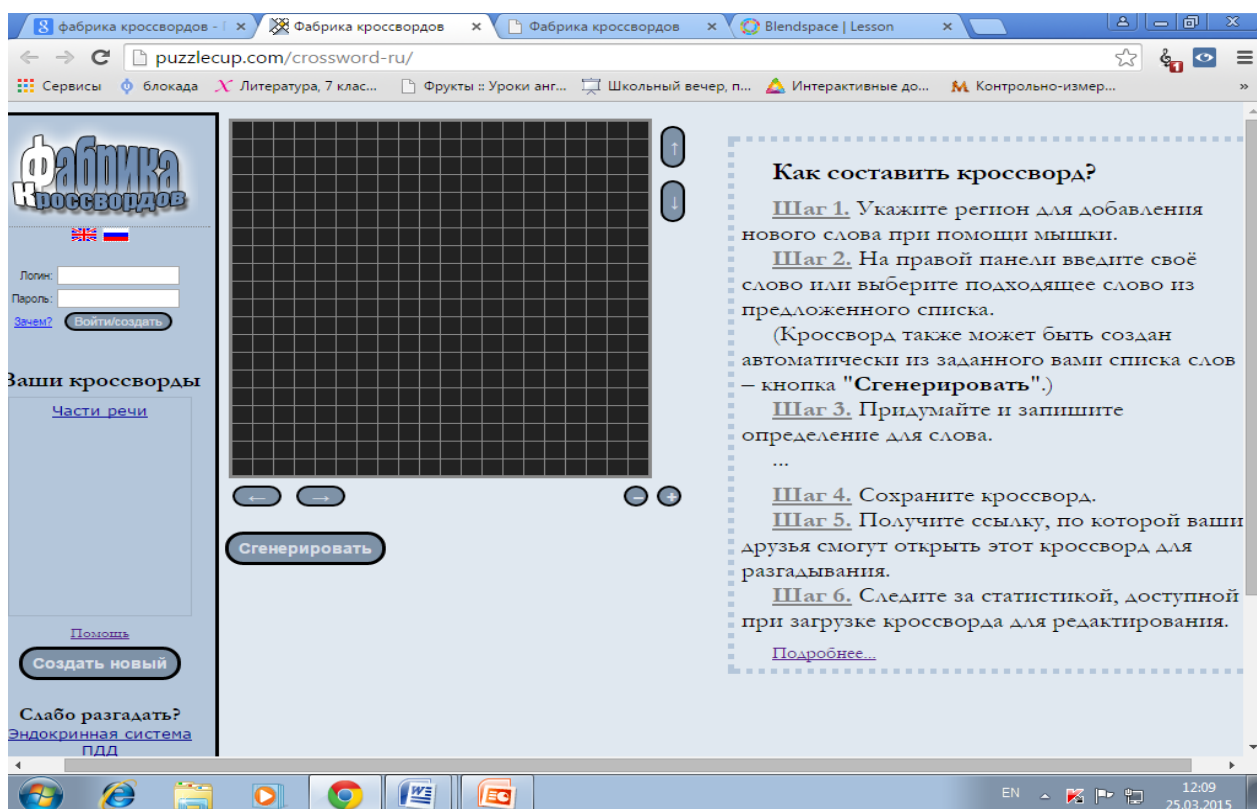 фабрика кроссвордов - 
Фабрика кроссвордов
Фабрика кроссвордов
Blendspace | Lesson
puzzlecup.com/crossword-ru/
Сервисы
блокада
Литература, 7 клас...
Фрукты :: Уроки анг...
Школьный вечер, п...
Интерактивные до...
Контрольно-измер...
»
Фабрика
Кроссвордов
Логин:
Пароль:
Зачем?
Войти/создать
Ваши кроссворды
Части речи
Помощь
Создать новый
Слабо разгадать?
Эндокринная система
ПДД
Сгенерировать
Как составить кроссворд?
Шаг 1. Укажите регион для добавления
нового слова при помощи мышки.
Шаг 2. На правой панели введите своё
слово или выберите подходящее слово из
предложенного списка.
(Кроссворд также может быть создан
автоматически из заданного вами списка слов
– кнопка "Сгенерировать".)
Шаг 3. Придумайте и запишите
определение для слова.
...
Шаг 4. Сохраните кроссворд.
Шаг 5. Получите ссылку, по которой ваши
друзья смогут открыть этот кроссворд для
разгадывания.
Шаг 6. Следите за статистикой, доступной
при загрузке кроссворда для редактирования.
Подробнее...
EN
12:09
25.03.2015